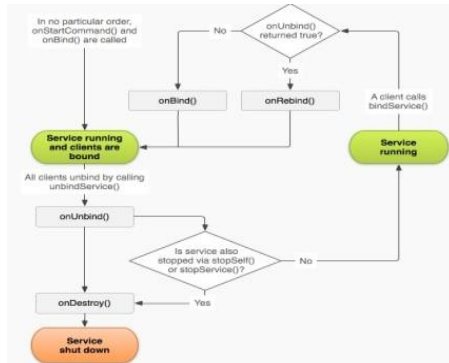 In no particular order,
onStartCommand() and
onBind() are called
onUnbind()
returned true?
No
Yes
A client calls
bindService()
onBind()
onRebind()
Service running
and clients are
bound
Service
running
All clients unbind by calling
unbindService()
onUnbind()
Is service also
stopped via stopSelf()
or stopService()?
No
Yes
onDestroy()
Service
shut down